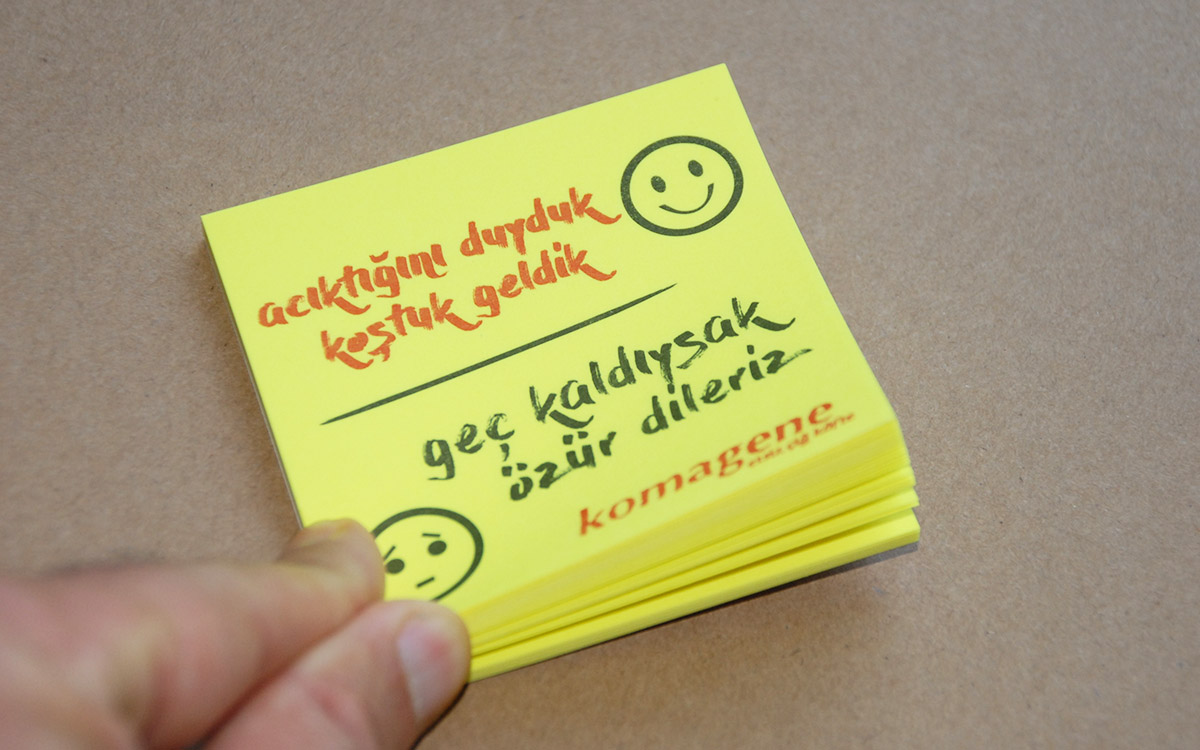 acıktığını duyduk
koştuk geldik
geç kaldıysak
özür dileriz
komagene